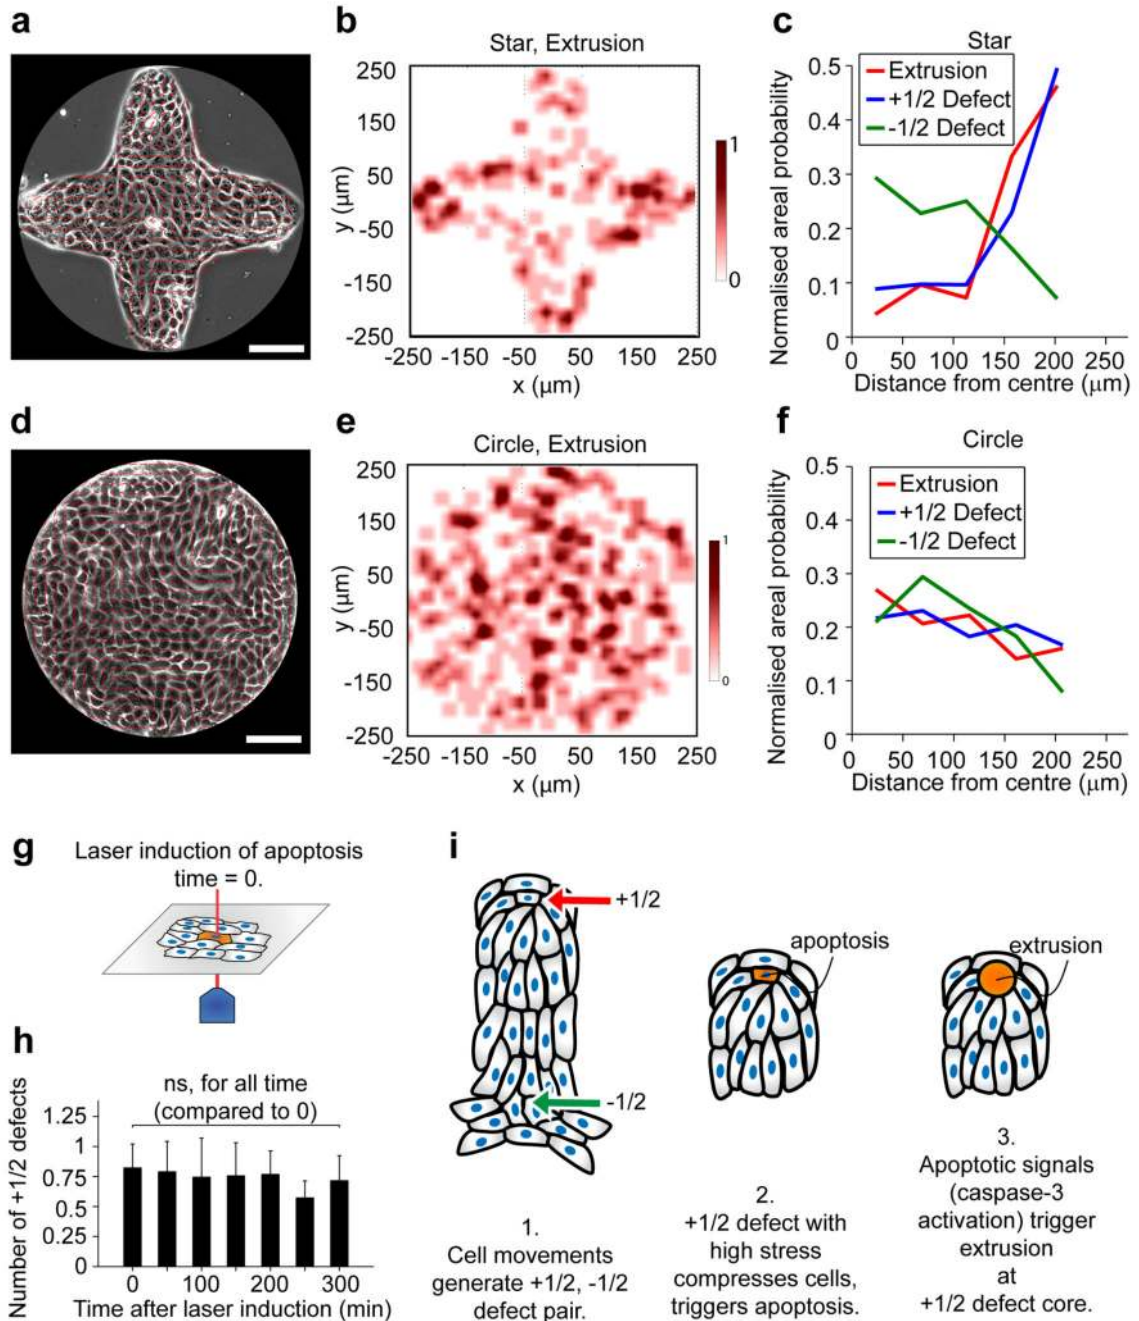 a
b
Star, Extrusion
250
150
50
-50
-150
-250
y (µm)
-250
-150
-50
50
150
250
x (µm)
1
0
c
Star
Extrusion
+1/2 Defect
-1/2 Defect
0.5
0.4
0.3
0.2
0.1
0
Normalised areal probability
0
50
100
150
200
250
Distance from centre (µm)
d
e
Circle, Extrusion
250
150
50
-50
-150
-250
y (µm)
-250
-150
-50
50
150
250
x (µm)
1
0
f
Circle
Extrusion
+1/2 Defect
-1/2 Defect
0.5
0.4
0.3
0.2
0.1
0
Normalised areal probability
0
50
100
150
200
250
Distance from centre (µm)
g
Laser induction of apoptosis
time = 0.
h
ns, for all time
(compared to 0)
1.25
0.75
0.5
0.25
0
Number of +1/2 defects
0
100
200
300
Time after laser induction (min)
i
+1/2
-1/2
apoptosis
extrusion
1.
Cell movements
generate +1/2, -1/2
defect pair.
2.
+1/2 defect with
high stress
compresses cells,
triggers apoptosis.
3.
Apoptotic signals
(caspase-3
activation) trigger
extrusion
at
+1/2 defect core.